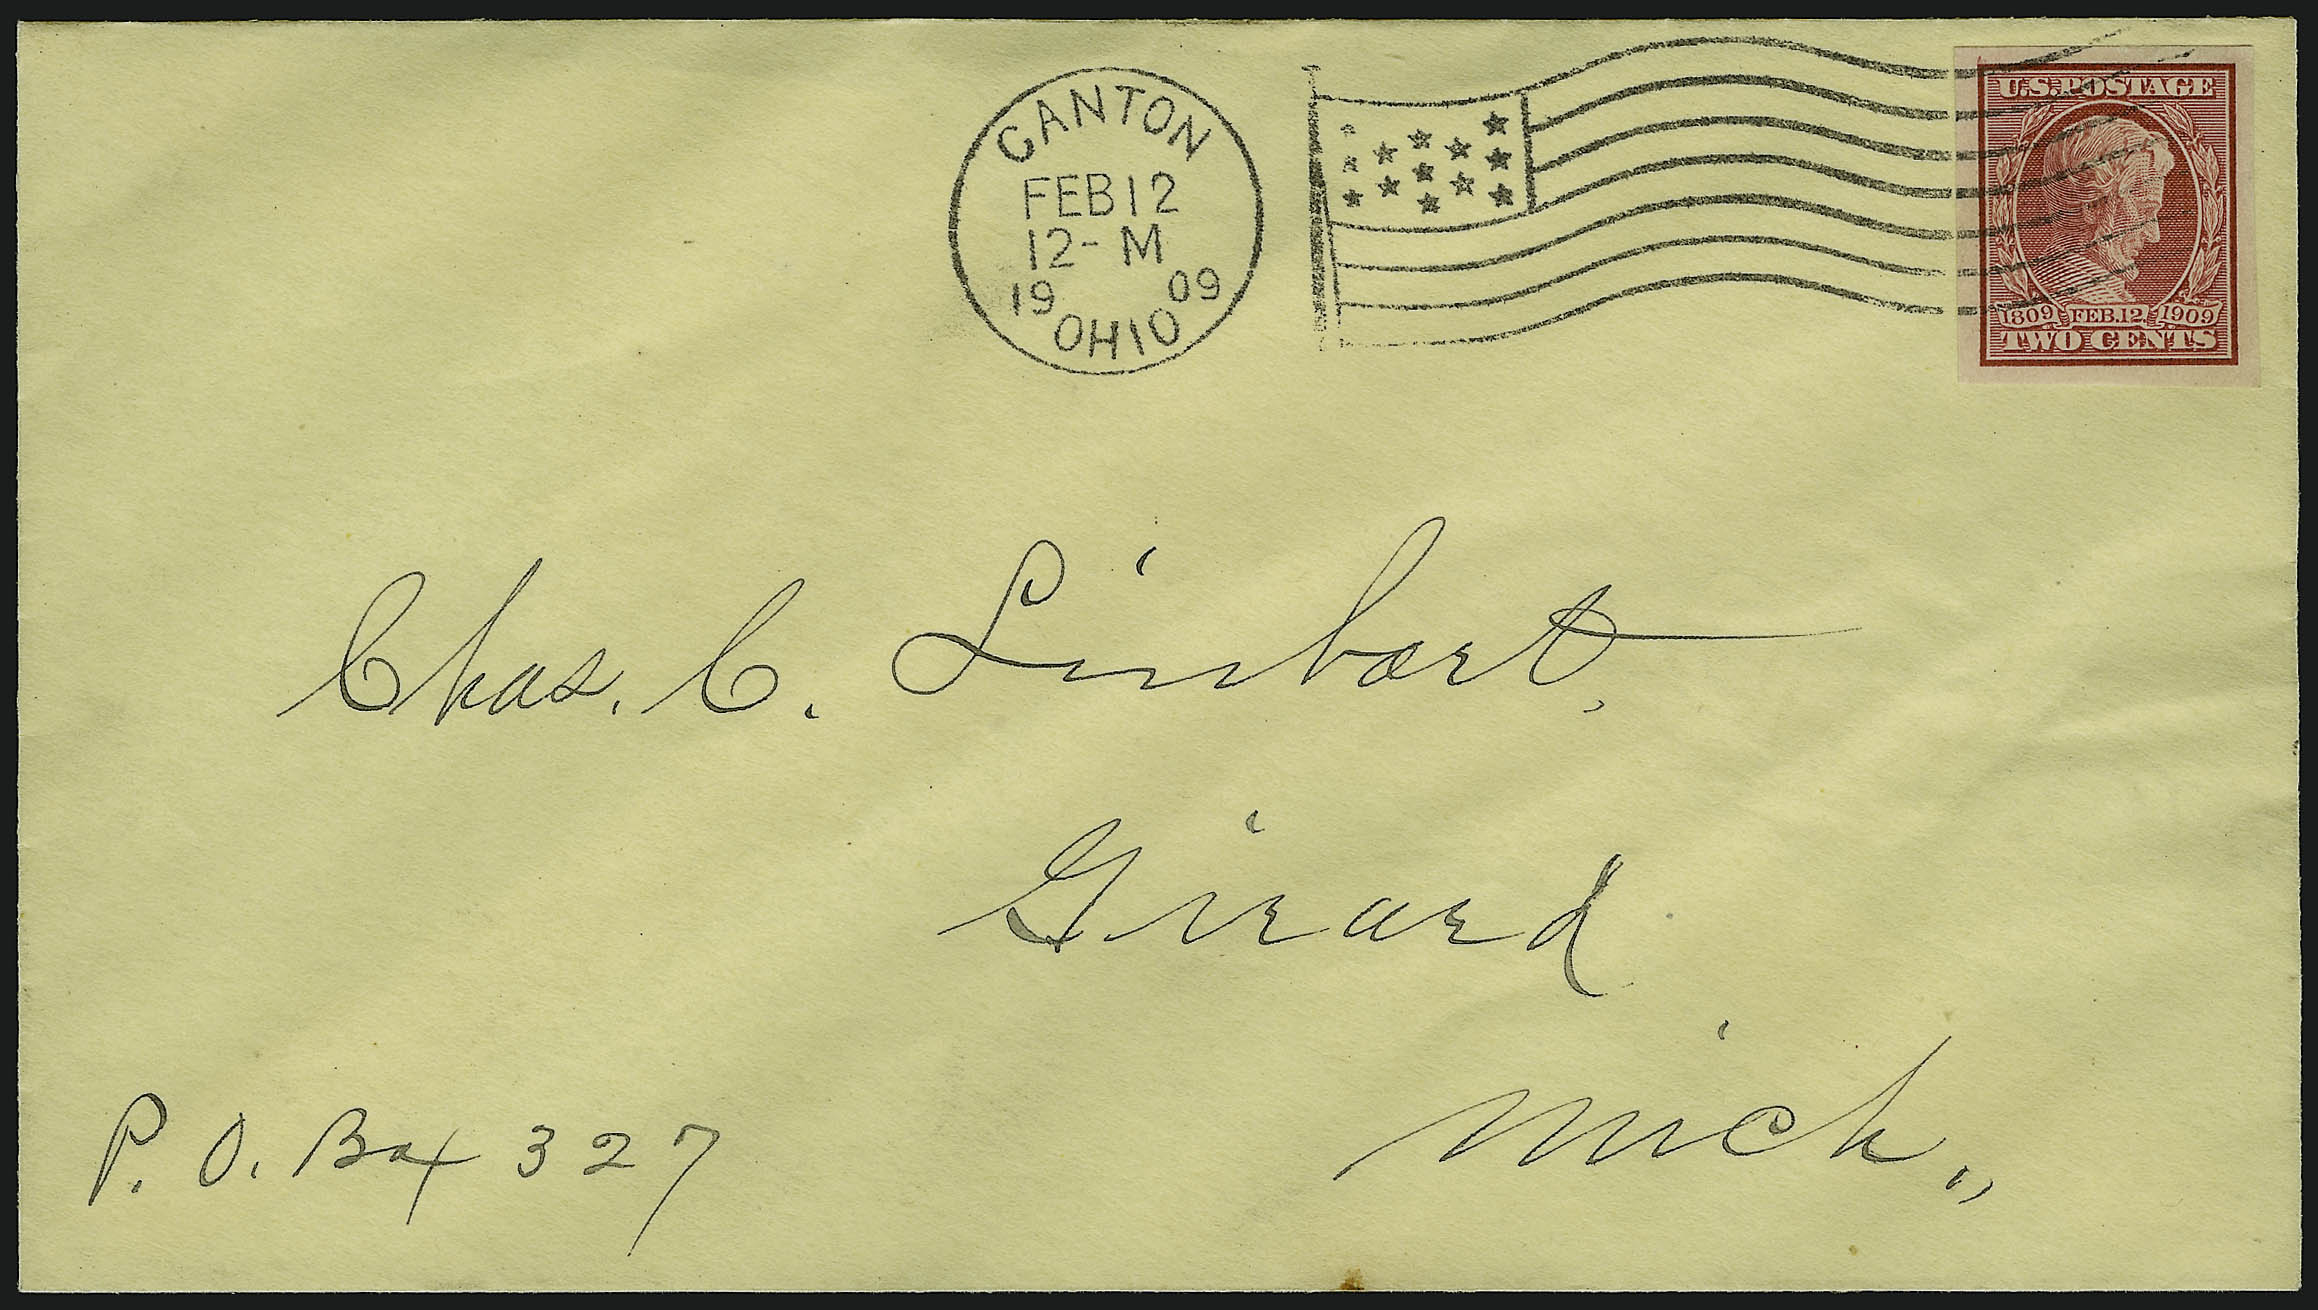 CANTON
FEB 12
12-M
19 09
OHIO
U.S. POSTAGE
1809 FEB. 12. 1909
TWO CENTS
Chas. C. Linbart,
Girard
Mich.,
P. O. Box 327